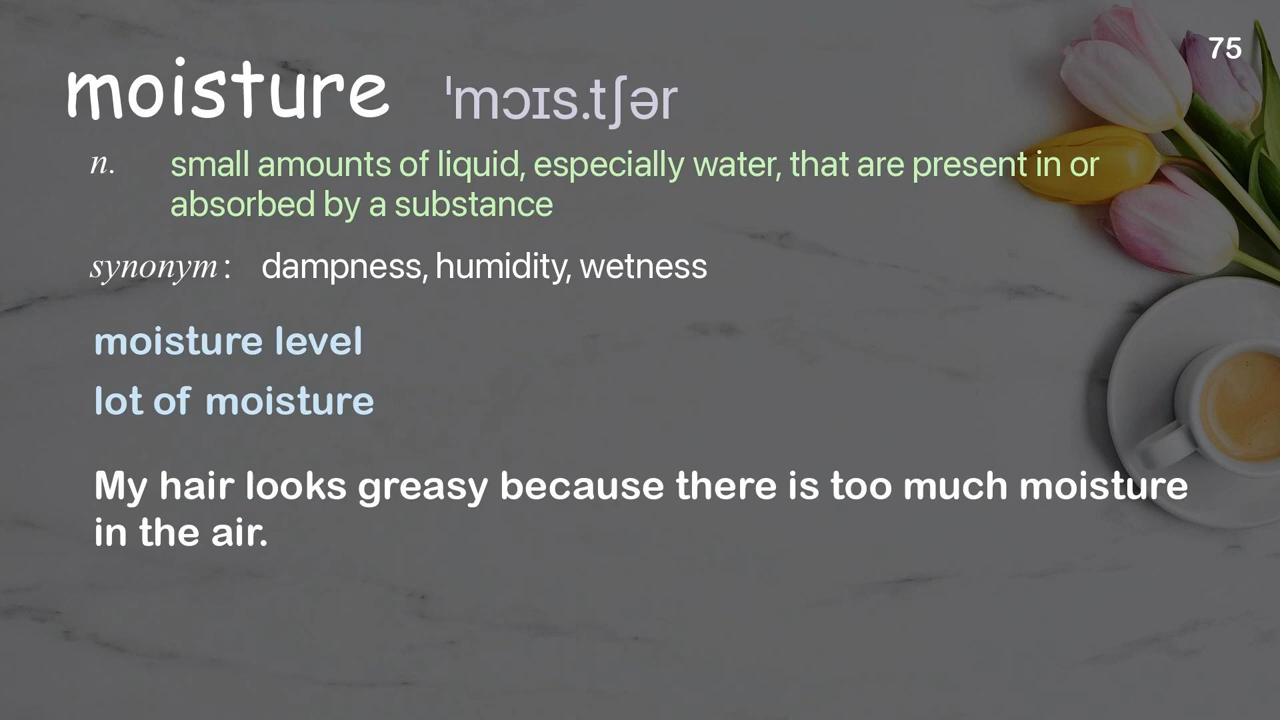 75
moisture ˈmɔɪs.tʃər
n. small amounts of liquid, especially water, that are present in or
absorbed by a substance
synonym: dampness, humidity, wetness
moisture level
lot of moisture
My hair looks greasy because there is too much moisture
in the air.